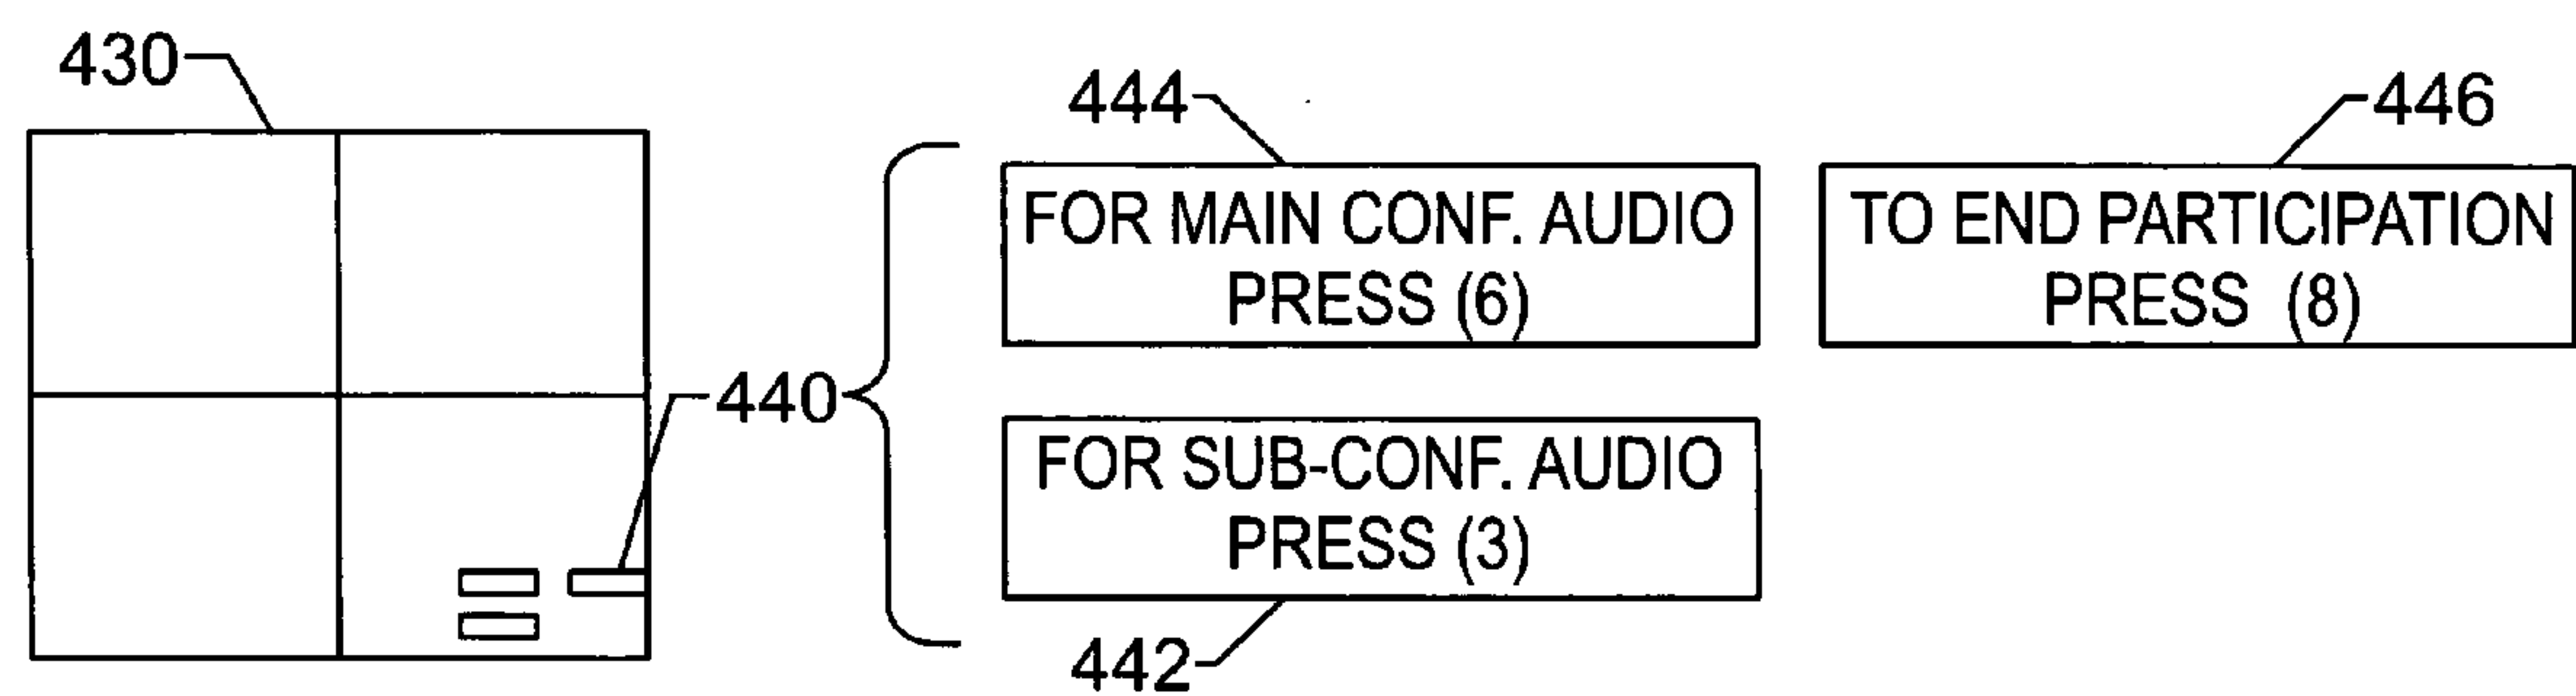 430
444
446
FOR MAIN CONF. AUDIO
PRESS (6)
TO END PARTICIPATION
PRESS (8)
440
FOR SUB-CONF. AUDIO
PRESS (3)
442